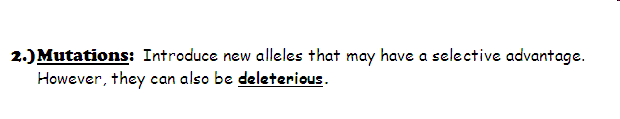 2.) Mutations: Introduce new alleles that may have a selective advantage.
However, they can also be deleterious.